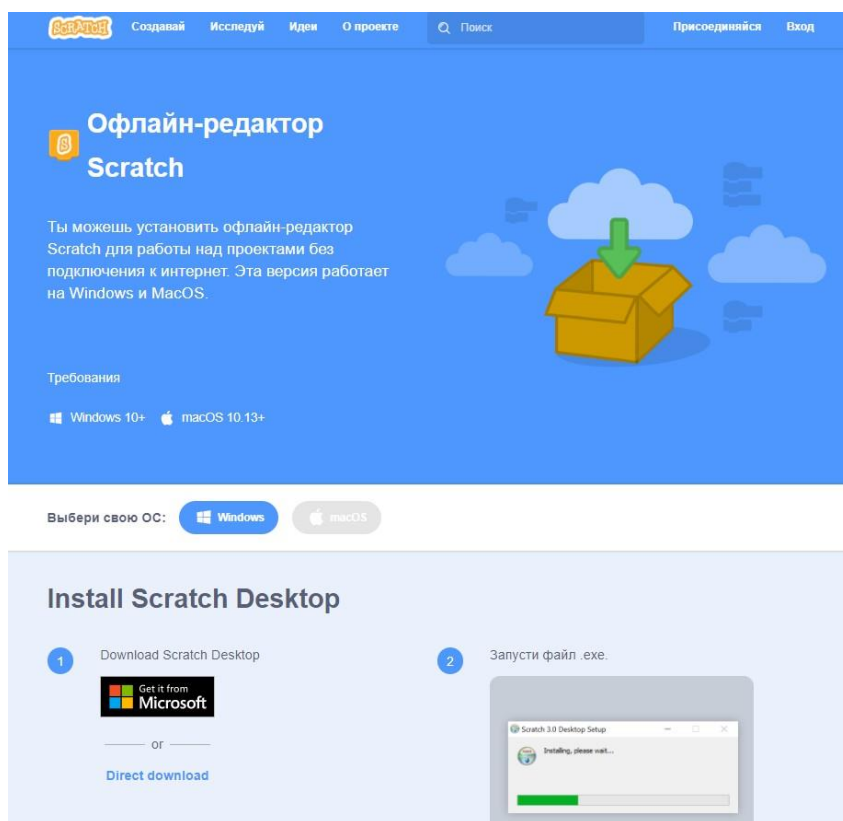 SCRATCH Создавай Исследуй Идеи О проекте Поиск Присоединяйся Вход
Офлайн-редактор
Scratch
Ты можешь установить офлайн-редактор
Scratch для работы над проектами без
подключения к интернет. Эта версия работает
на Windows и MacOS.
Требования
Windows 10+ macOS 10.13+
Выбери свою ОС: Windows macOS
Install Scratch Desktop
1 Download Scratch Desktop
Get it from
Microsoft
or
Direct download
2 Запусти файл .exe.
Scratch 3.0 Desktop Setup
Installing, please wait...